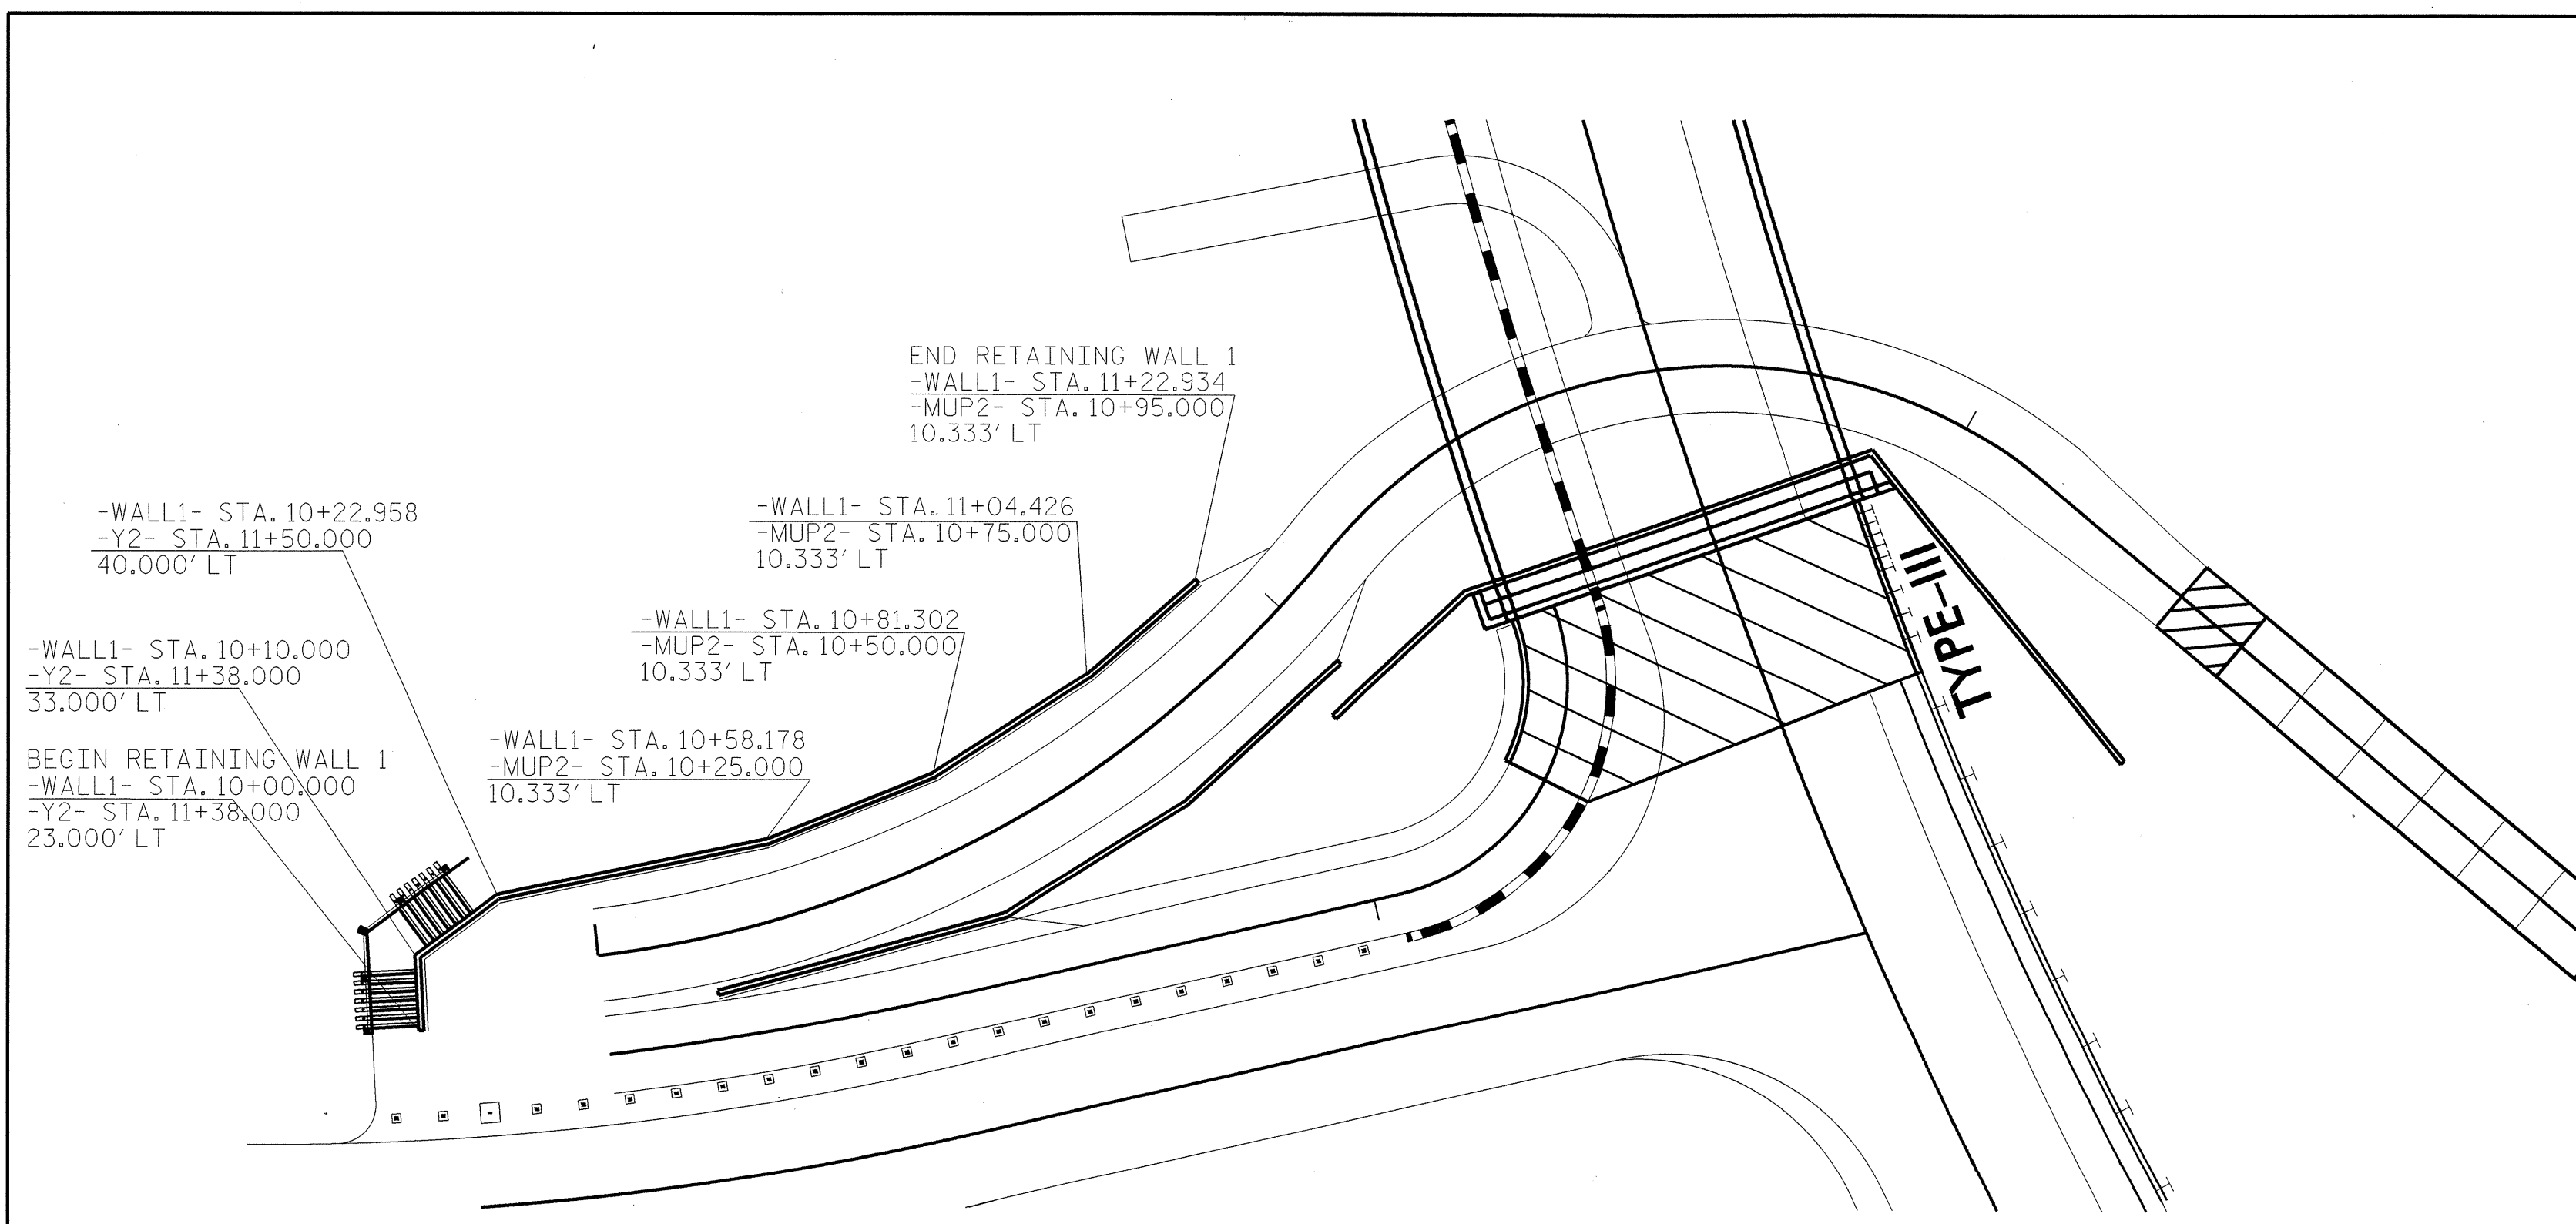 END RETAINING WALL 1
-WALL1- STA. 11+22.934
-MUP2- STA. 10+95.000
10.333' LT
-WALL1- STA. 10+22.958
-Y2- STA. 11+50.000
40.000' LT
-WALL1- STA. 11+04.426
-MUP2- STA. 10+75.000
10.333' LT
-WALL1- STA. 10+81.302
-MUP2- STA. 10+50.000
10.333' LT
-WALL1- STA. 10+10.000
-Y2- STA. 11+38.000
33.000' LT
-WALL1- STA. 10+58.178
-MUP2- STA. 10+25.000
10.333' LT
BEGIN RETAINING WALL 1
-WALL1- STA. 10+00.000
-Y2- STA. 11+38.000
23.000' LT
TYPE-III